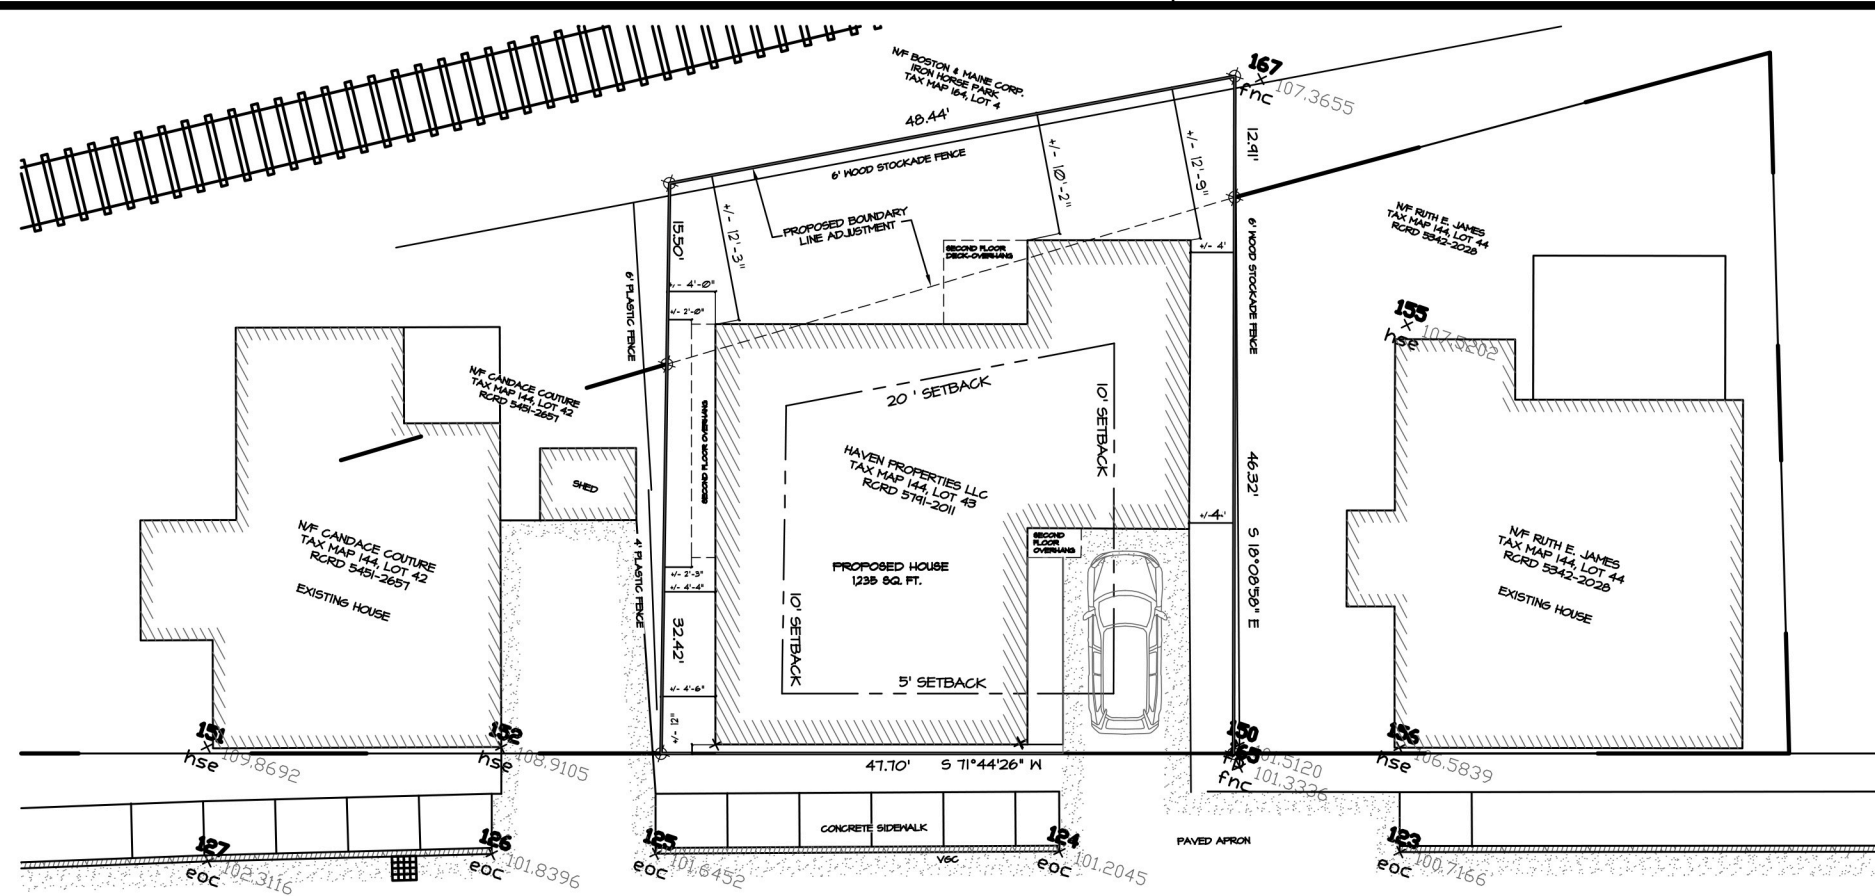 N/F BOSTON & MAINE CORP.
IRON HORSE PARK
TAX MAP 164, LOT 4
48.44'
6' WOOD STOCKADE FENCE
167
fnc
107.3655
12.91'
+/- 10'-2"
+/- 12'-9"
+/- 12'-3"
15.50'
PROPOSED BOUNDARY
LINE ADJUSTMENT
SECOND FLOOR
DECK-OVERHANG
+/- 4'
6' WOOD STOCKADE FENCE
N/F RUTH E. JAMES
TAX MAP 144, LOT 44
RCRD 5342-2028
6' PLASTIC FENCE
+/- 4'-0"
+/- 2'-0"
155
hse
107.5202
N/F CANDACE COUTURE
TAX MAP 144, LOT 42
RCRD 5451-2657
SECOND FLOOR OVERHANG
20' SETBACK
10' SETBACK
HAVEN PROPERTIES LLC
TAX MAP 144, LOT 43
RCRD 5791-2011
46.32' S 18°08'58" E
SHED
+/-4'
N/F CANDACE COUTURE
TAX MAP 144, LOT 42
RCRD 5451-2657
EXISTING HOUSE
4' PLASTIC FENCE
SECOND
FLOOR
OVERHANG
PROPOSED HOUSE
1,235 SQ. FT.
N/F RUTH E. JAMES
TAX MAP 144, LOT 44
RCRD 5342-2028
EXISTING HOUSE
+/- 2'-3"
+/- 4'-4"
32.42'
10' SETBACK
5' SETBACK
+/- 4'-6"
+/- 12"
151
hse
109.8692
152
hse
108.9105
47.70' S 71°44'26" W
150
101.5120
fnc
156
hse
106.5839
127
eoc
102.3116
126
eoc
101.8396
125
eoc
101.6452
CONCRETE SIDEWALK
VGC
124
eoc
101.2045
PAVED APRON
123
eoc
100.7166